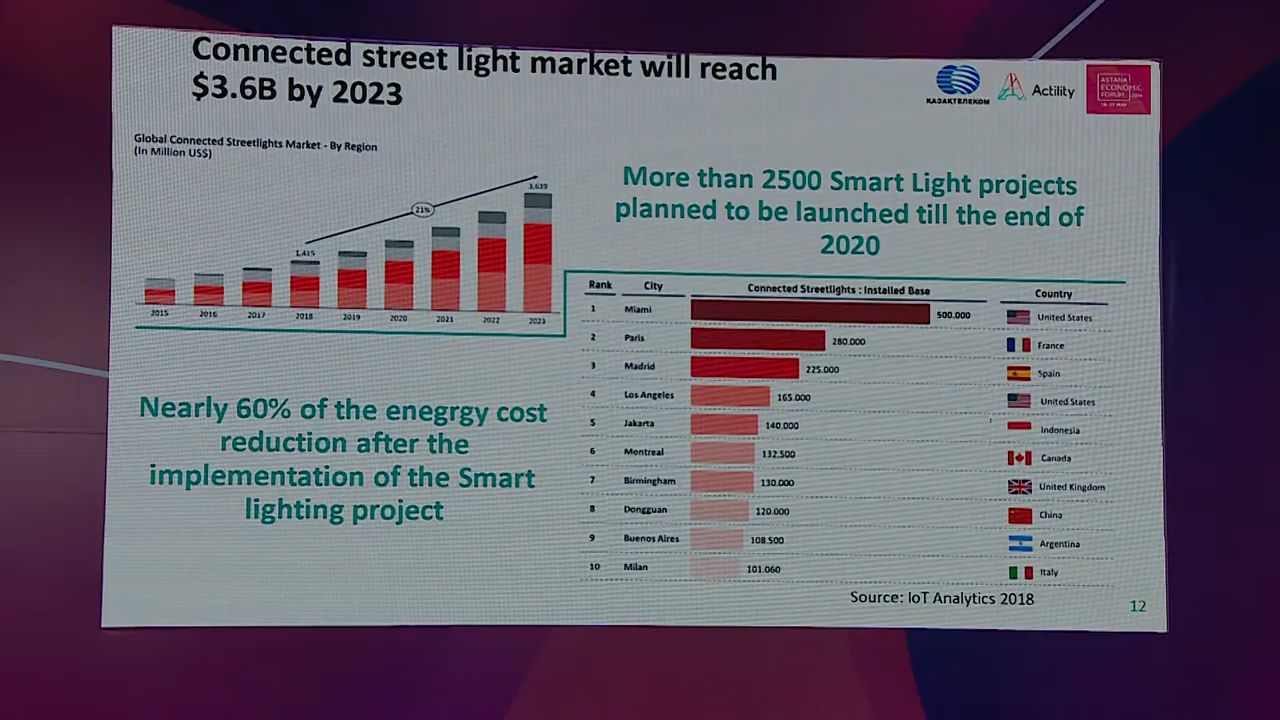 Connected street light market will reach
$3.6B by 2023
ҚАЗАҚТЕЛЕКОМ
Actility
ASTANA
ECONOMIC
FORUM
Global Connected Streetlights Market - By Region
(In Million US$)
1,415
21%
3,639
2015 2016 2017 2018 2019 2020 2021 2022 2023
More than 2500 Smart Light projects
planned to be launched till the end of
2020
Nearly 60% of the enegrgy cost
reduction after the
implementation of the Smart
lighting project
Rank City Connected Streetlights : Installed Base Country
1 Miami 500.000 United States
2 Paris 280.000 France
3 Madrid 225.000 Spain
4 Los Angeles 165.000 United States
5 Jakarta 140.000 Indonesia
6 Montreal 132.500 Canada
7 Birmingham 130.000 United Kingdom
8 Dongguan 120.000 China
9 Buenos Aires 108.500 Argentina
10 Milan 101.060 Italy
Source: IoT Analytics 2018
12